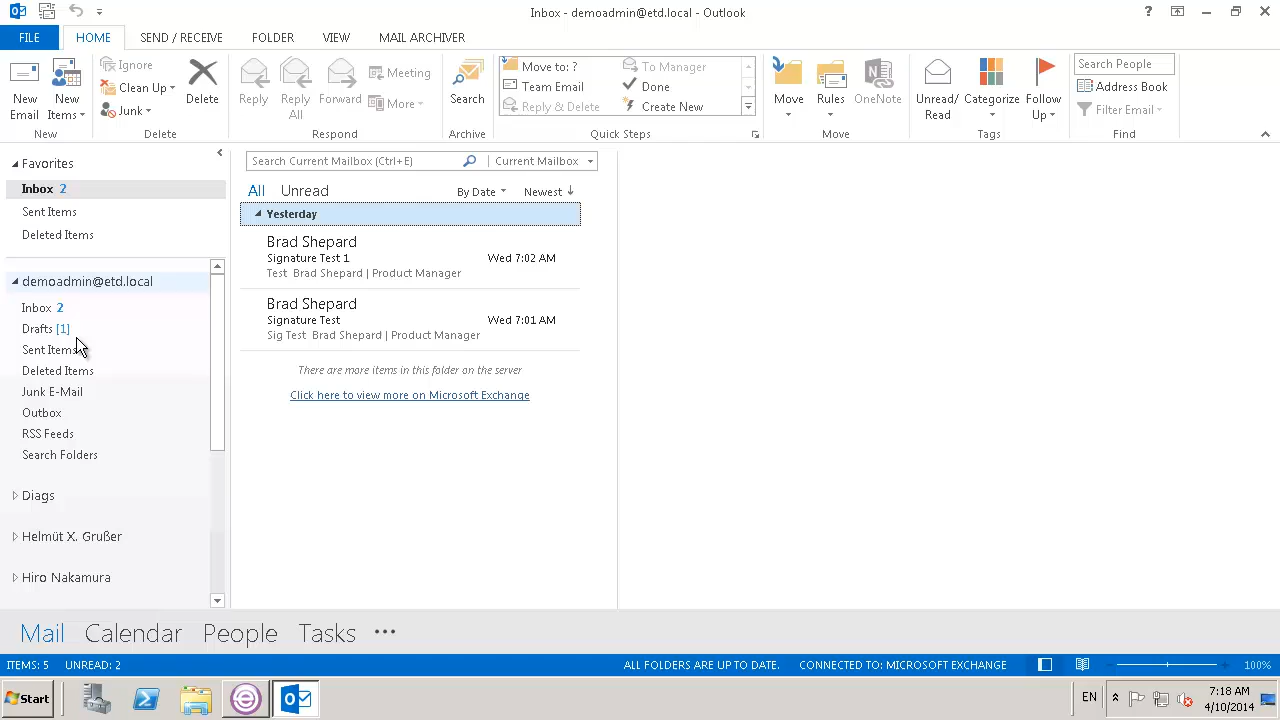 Inbox - demoadmin@etd.local - Outlook
?
FILE HOME SEND / RECEIVE FOLDER VIEW MAIL ARCHIVER
New Email
New Items
New
Ignore
Clean Up
Junk
Delete
Delete
Reply
Reply All
Forward
Meeting
More
Respond
Search
Archive
Move to: ?
Team Email
Reply & Delete
To Manager
Done
Create New
Quick Steps
Move
Rules
OneNote
Move
Unread/ Read
Categorize
Follow Up
Tags
Search People
Address Book
Filter Email
Find
Favorites
Inbox 2
Sent Items
Deleted Items
demoadmin@etd.local
Inbox 2
Drafts [1]
Sent Items
Deleted Items
Junk E-Mail
Outbox
RSS Feeds
Search Folders
Diags
Helmüt X. Grußer
Hiro Nakamura
Search Current Mailbox (Ctrl+E) Current Mailbox
All Unread By Date Newest
Yesterday
Brad Shepard
Signature Test 1 Wed 7:02 AM
Test Brad Shepard | Product Manager
Brad Shepard
Signature Test Wed 7:01 AM
Sig Test Brad Shepard | Product Manager
There are more items in this folder on the server
Click here to view more on Microsoft Exchange
Mail Calendar People Tasks •••
ITEMS: 5 UNREAD: 2 ALL FOLDERS ARE UP TO DATE. CONNECTED TO: MICROSOFT EXCHANGE 100%
Start EN 7:18 AM
4/10/2014